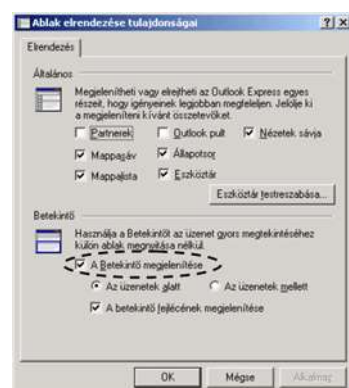 Ablak elrendezése tulajdonságai
Elrendezés
Általános
Megjelenítheti vagy elrejtheti az Outlook Express egyes
részeit, hogy igényeinek legjobban megfeleljen. Jelölje ki
a megjeleníteni kívánt összetevőket.
Partnerek Outlook pult Nézetek sávja
Mappasáv Állapotsor
Mappalista Eszköztár
Eszköztár testreszabása...
Betekintő
Használja a Betekintőt az üzenet gyors megtekintéséhez
külön ablak megnyitása nélkül.
A Betekintő megjelenítése
Az üzenetek alatt Az üzenetek mellett
A betekintő fejlécének megjelenítése
OK Mégse Alkalmaz